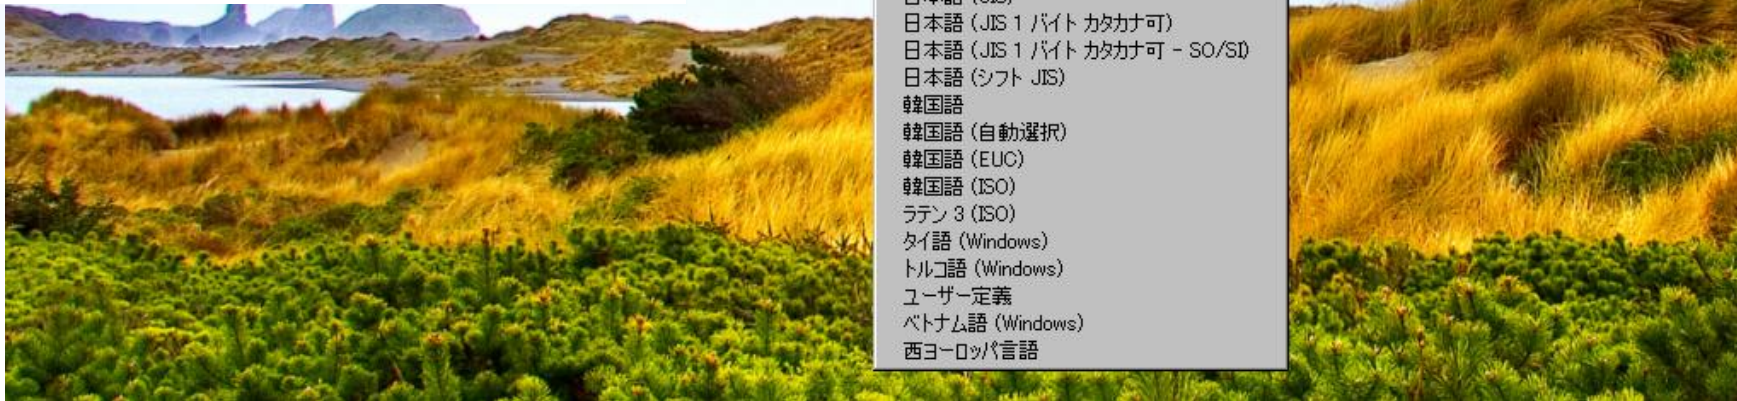 日本語 (JIS)
日本語 (JIS 1 バイト カタカナ可)
日本語 (JIS 1 バイト カタカナ可 - SO/SI)
日本語 (シフト JIS)
韓国語
韓国語 (自動選択)
韓国語 (EUC)
韓国語 (ISO)
ラテン 3 (ISO)
タイ語 (Windows)
トルコ語 (Windows)
ユーザー定義
ベトナム語 (Windows)
西ヨーロッパ言語